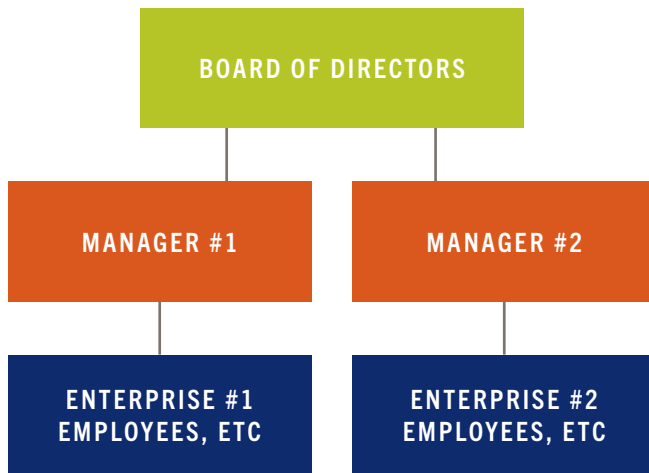 BOARD OF DIRECTORS
MANAGER #1
MANAGER #2
ENTERPRISE #1
EMPLOYEES, ETC
ENTERPRISE #2
EMPLOYEES, ETC